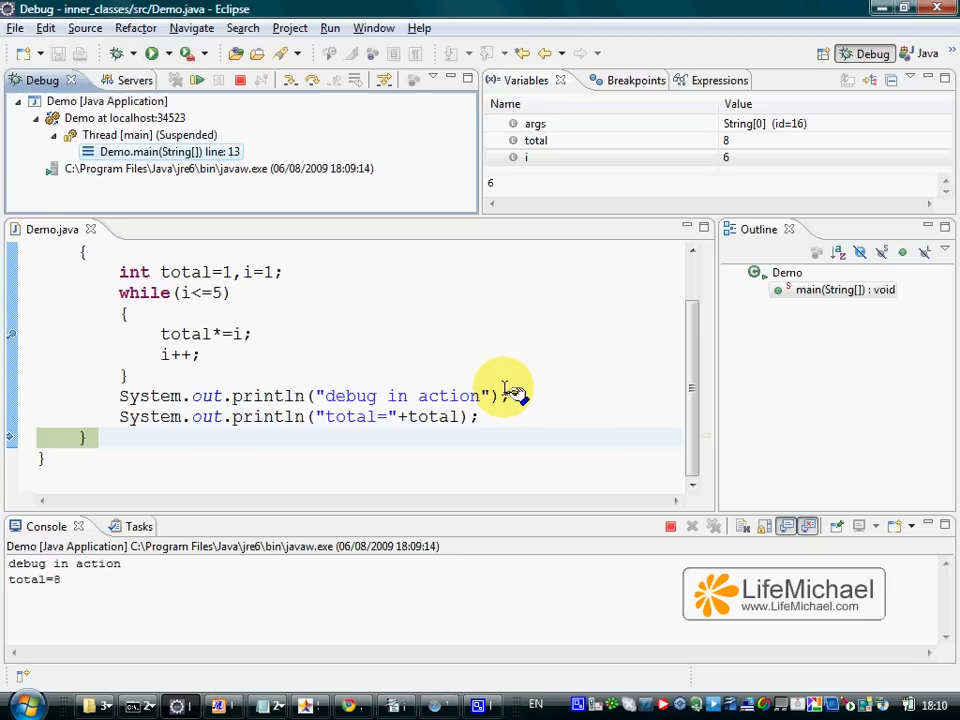 Debug - inner_classes/src/Demo.java - Eclipse
File Edit Source Refactor Navigate Search Project Run Window Help
Debug Java
Debug Servers
Demo [Java Application]
Demo at localhost:34523
Thread [main] (Suspended)
Demo.main(String[]) line: 13
C:\Program Files\Java\jre6\bin\javaw.exe (06/08/2009 18:09:14)
(x)= Variables Breakpoints Expressions
Name Value
args String[0] (id=16)
total 8
i 6
6
Demo.java
{
int total=1,i=1;
while(i<=5)
{
total*=i;
i++;
}
System.out.println("debug in action");
System.out.println("total="+total);
}
}
Outline
Demo
main(String[]) : void
Console Tasks
Demo [Java Application] C:\Program Files\Java\jre6\bin\javaw.exe (06/08/2009 18:09:14)
debug in action
total=8
LifeMichael
www.LifeMichael.com
EN 18:10